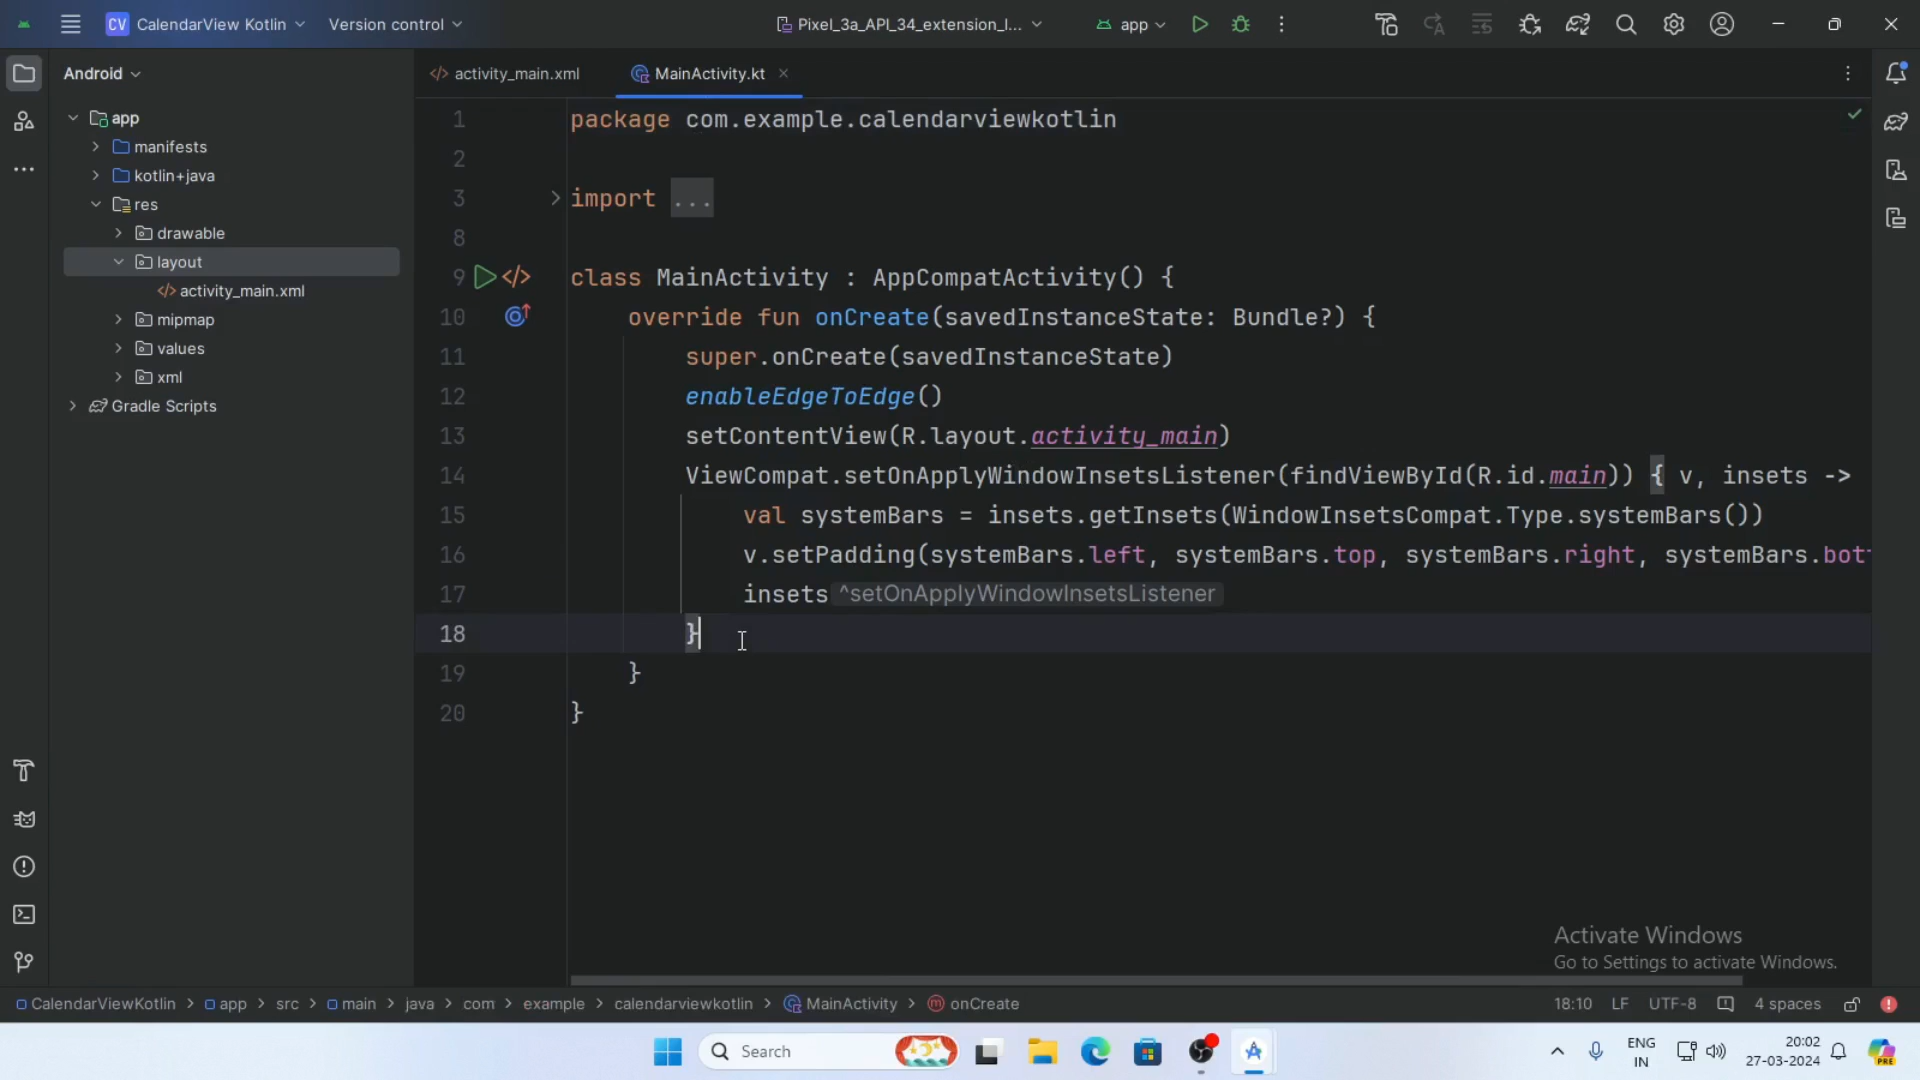 CV CalendarView Kotlin Version control Pixel_3a_API_34_extension_l... app
Android
app
manifests
kotlin+java
res
drawable
layout
activity_main.xml
mipmap
values
xml
Gradle Scripts
activity_main.xml MainActivity.kt
1 package com.example.calendarviewkotlin
2
3 import ...
8
9 class MainActivity : AppCompatActivity() {
10 override fun onCreate(savedInstanceState: Bundle?) {
11 super.onCreate(savedInstanceState)
12 enableEdgeToEdge()
13 setContentView(R.layout.activity_main)
14 ViewCompat.setOnApplyWindowInsetsListener(findViewById(R.id.main)) { v, insets ->
15 val systemBars = insets.getInsets(WindowInsetsCompat.Type.systemBars())
16 v.setPadding(systemBars.left, systemBars.top, systemBars.right, systemBars.bot
17 insets ^setOnApplyWindowInsetsListener
18 }
19 }
20 }
Activate Windows
Go to Settings to activate Windows.
CalendarViewKotlin > app > src > main > java > com > example > calendarviewkotlin > MainActivity > onCreate 18:10 LF UTF-8 4 spaces
Search
ENG
IN
20:02
27-03-2024
PRE